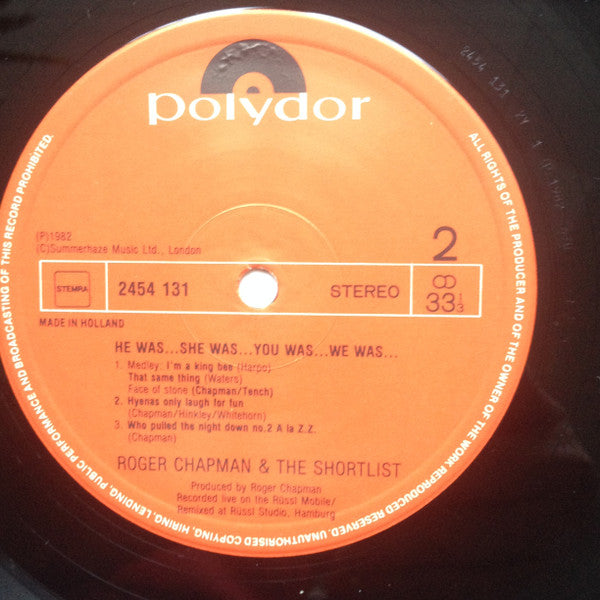 polydor
(P)1982
(C)Summerhaze Music Ltd., London
2
STEMRA
2454 131
STEREO
33⅓
MADE IN HOLLAND
HE WAS...SHE WAS...YOU WAS...WE WAS...
1. Medley: I'm a king bee (Harpo)
That same thing (Waters)
Face of stone (Chapman/Tench)
2. Hyenas only laugh for fun
(Chapman/Hinkley/Whitehorn)
3. Who pulled the night down no.2 A la Z.Z.
(Chapman)
ROGER CHAPMAN & THE SHORTLIST
Produced by Roger Chapman
Recorded live on the Rüssl Mobile/
Remixed at Rüssl Studio, Hamburg
ALL RIGHTS OF THE PRODUCER AND OF THE OWNER OF THE WORK REPRODUCED RESERVED. UNAUTHORISED COPYING, HIRING, LENDING, PUBLIC PERFORMANCE AND BROADCASTING OF THIS RECORD PROHIBITED.
2454 131
1982